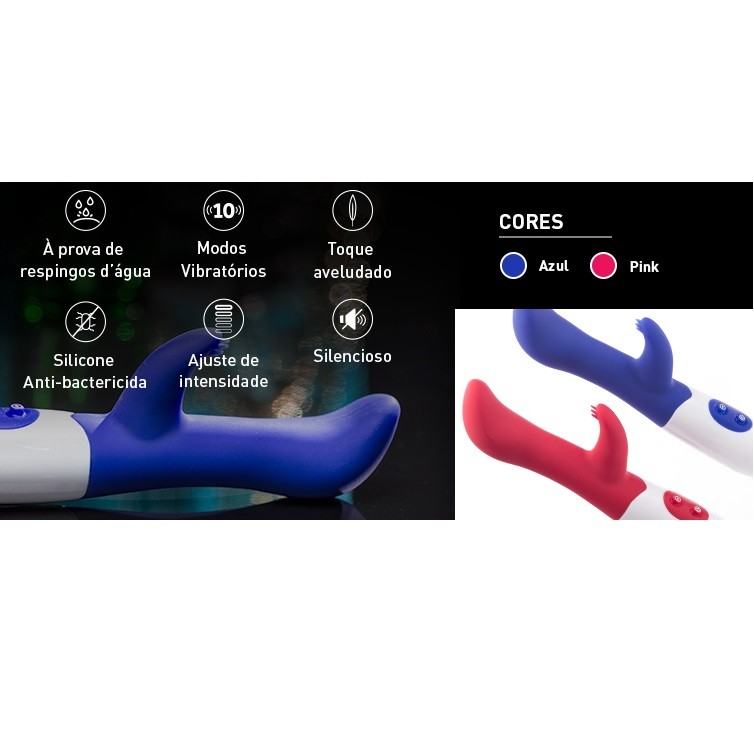 À prova de
respingos d'água
10
Modos
Vibratórios
Toque
aveludado
Silicone
Anti-bactericida
Ajuste de
intensidade
Silencioso
CORES
Azul
Pink